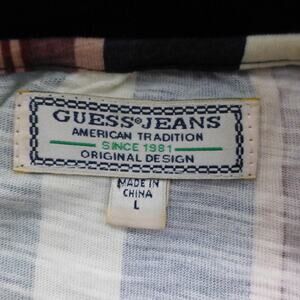 GUESS® JEANS
AMERICAN TRADITION
SINCE 1981
ORIGINAL DESIGN
MADE IN
CHINA
L